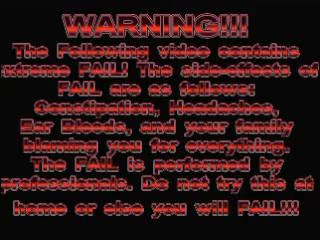 WARNING!!!
The Following video contains
xtreme FAIL! The side-effects of
FAIL are as follows:
Constipation, Headaches,
Ear Bleeds, and your family
blaming you for everything.
The FAIL is performed by
professionals. Do not try this at
home or else you will FAIL!!!